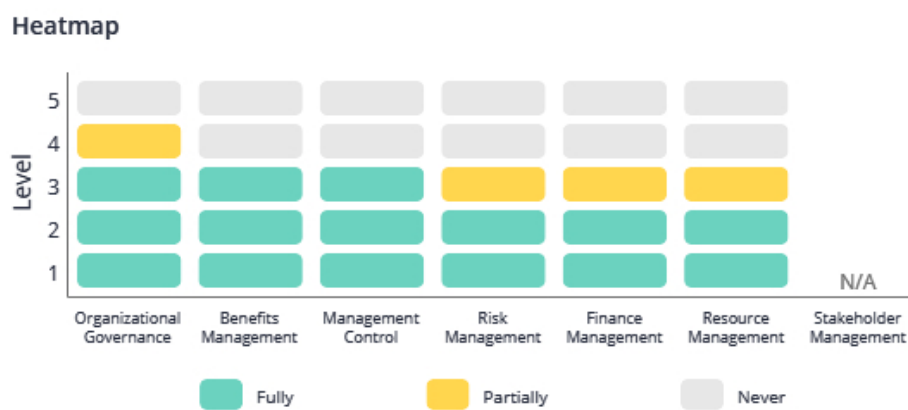 Heatmap
Level
5
4
3
2
1
N/A
Organizational
Governance
Benefits
Management
Management
Control
Risk
Management
Finance
Management
Resource
Management
Stakeholder
Management
Fully
Partially
Never